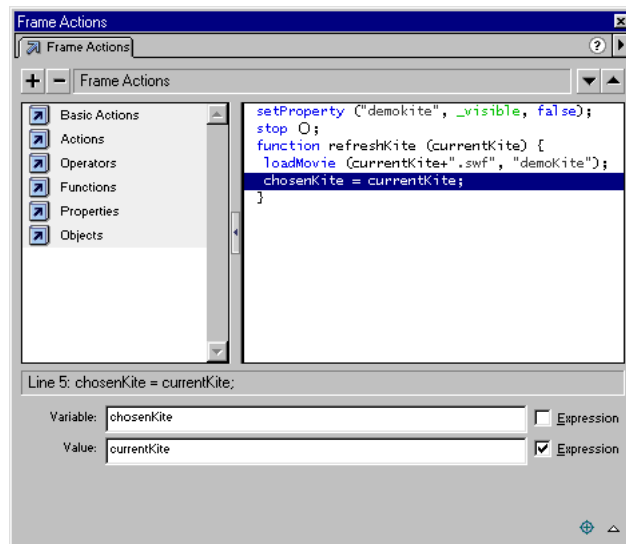 Frame Actions
Frame Actions
?
+ - Frame Actions
Basic Actions
Actions
Operators
Functions
Properties
Objects
setProperty ("demokite", _visible, false);
stop ();
function refreshKite (currentKite) {
loadMovie (currentKite+".swf", "demoKite");
chosenKite = currentKite;
}
Line 5: chosenKite = currentKite;
Variable: chosenKite Expression
Value: currentKite Expression